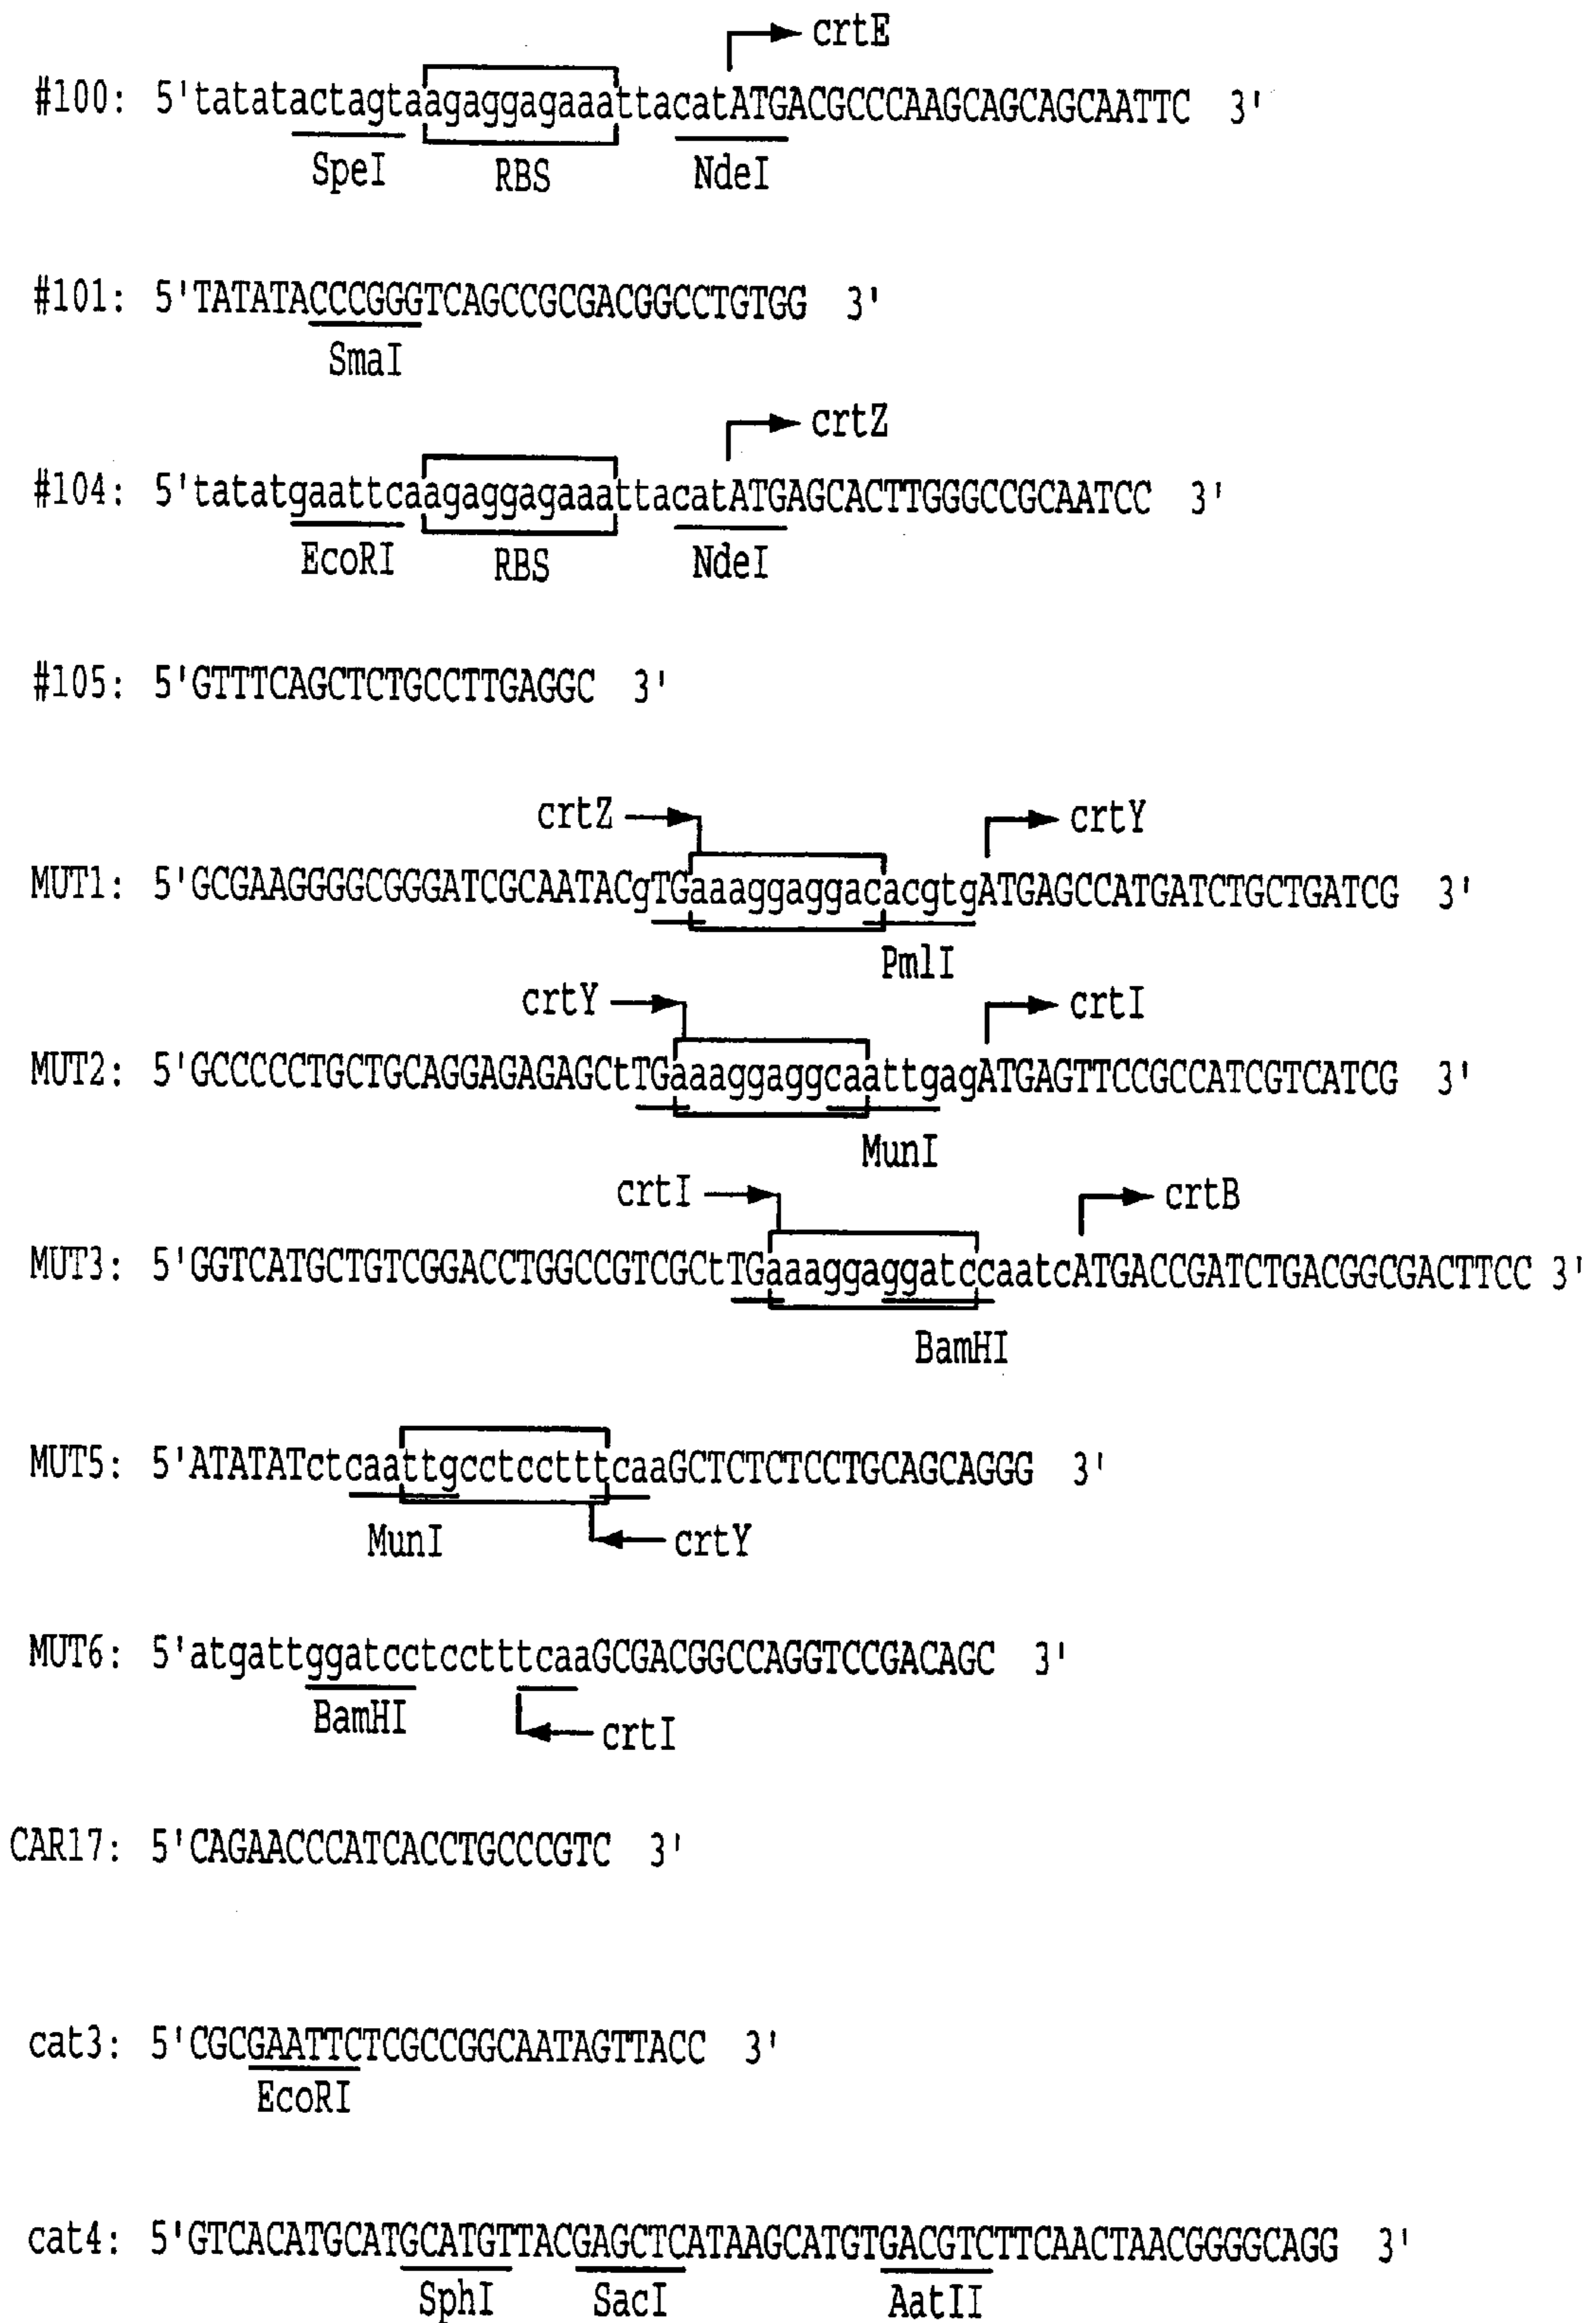 crtE
#100: 5'tatatactagtaagaggagaaattacatATGACGCCCAAGCAGCAGCAATTC 3'
SpeI RBS NdeI
#101: 5'TATATACCCGGGTCAGCCGCGACGGCCTGTGG 3'
SmaI
crtZ
#104: 5'tatatgaattcaagaggagaaattacatATGAGCACTTGGGCCGCAATCC 3'
EcoRI RBS NdeI
#105: 5'GTTTCAGCTCTGCCTTGAGGC 3'
crtZ crtY
MUT1: 5'GCGAAGGGGCGGGATCGCAATACgTGaaaggaggacacgtgATGAGCCATGATCTGCTGATCG 3'
PmlI
crtY crtI
MUT2: 5'GCCCCCTGCTGCAGGAGAGAGCtTGaaaggaggcaattgagATGAGTTCCGCCATCGTCATCG 3'
MunI
crtI crtB
MUT3: 5'GGTCATGCTGTCGGACCTGGCCGTCGCtTGaaaggaggatccaatcATGACCGATCTGACGGCGACTTCC 3'
BamHI
MUT5: 5'ATATATctcaattgcctcctttcaaGCTCTCTCCTGCAGCAGGG 3'
MunI crtY
MUT6: 5'atgattggatcctcctttcaaGCGACGGCCAGGTCCGACAGC 3'
BamHI crtI
CAR17: 5'CAGAACCCATCACCTGCCCGTC 3'
cat3: 5'CGCGAATTCTCGCCGGCAATAGTTACC 3'
EcoRI
cat4: 5'GTCACATGCATGCATGTTACGAGCTCATAAGCATGTGACGTCTTCAACTAACGGGGCAGG 3'
SphI SacI AatII